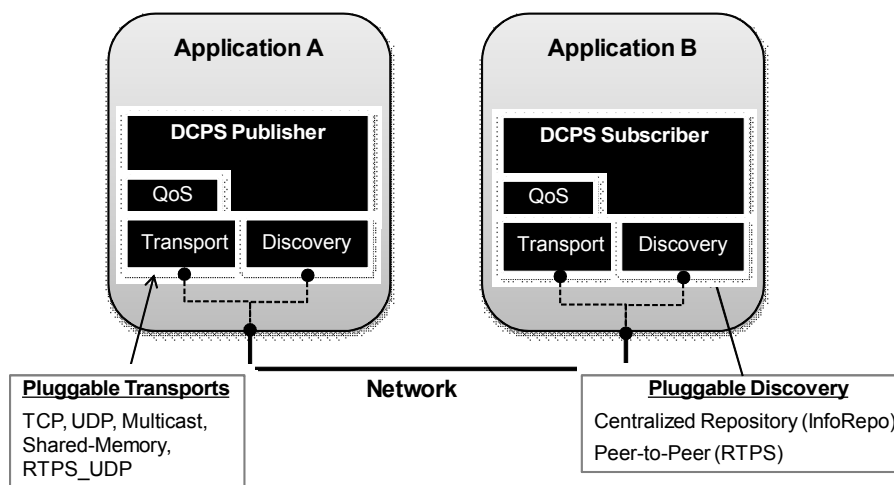 Application A
DCPS Publisher
QoS
Transport
Discovery
Application B
DCPS Subscriber
QoS
Transport
Discovery
Network
Pluggable Transports
TCP, UDP, Multicast,
Shared-Memory,
RTPS_UDP
Pluggable Discovery
Centralized Repository (InfoRepo)
Peer-to-Peer (RTPS)